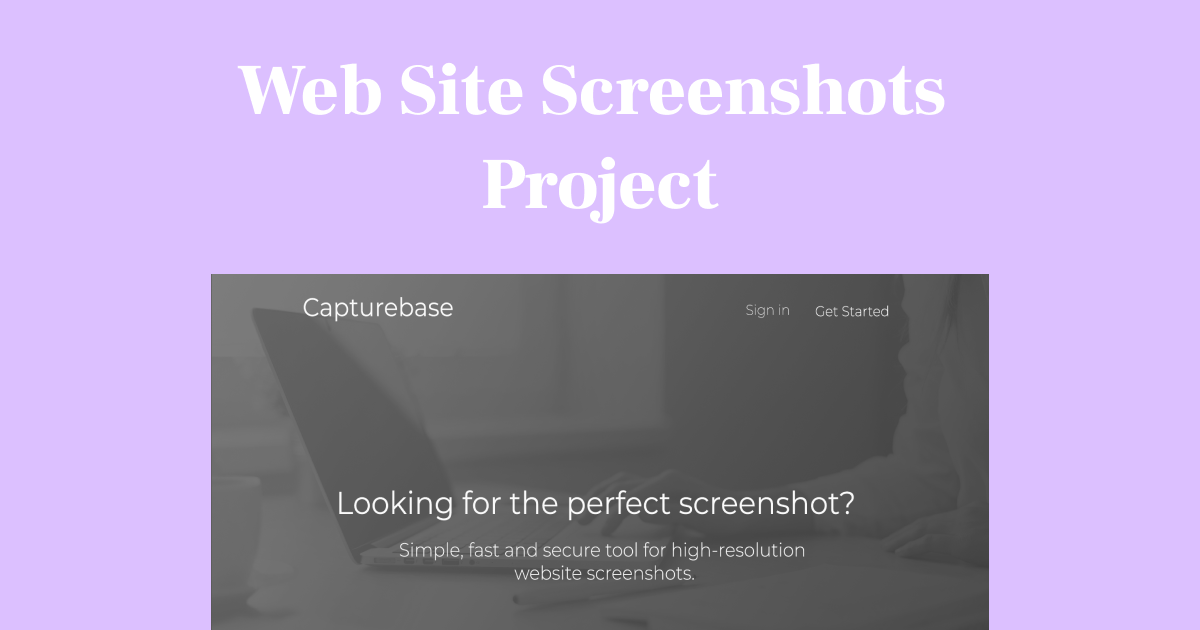 Web Site Screenshots
Project
Capturebase
Sign in
Get Started
Looking for the perfect screenshot?
Simple, fast and secure tool for high-resolution
website screenshots.